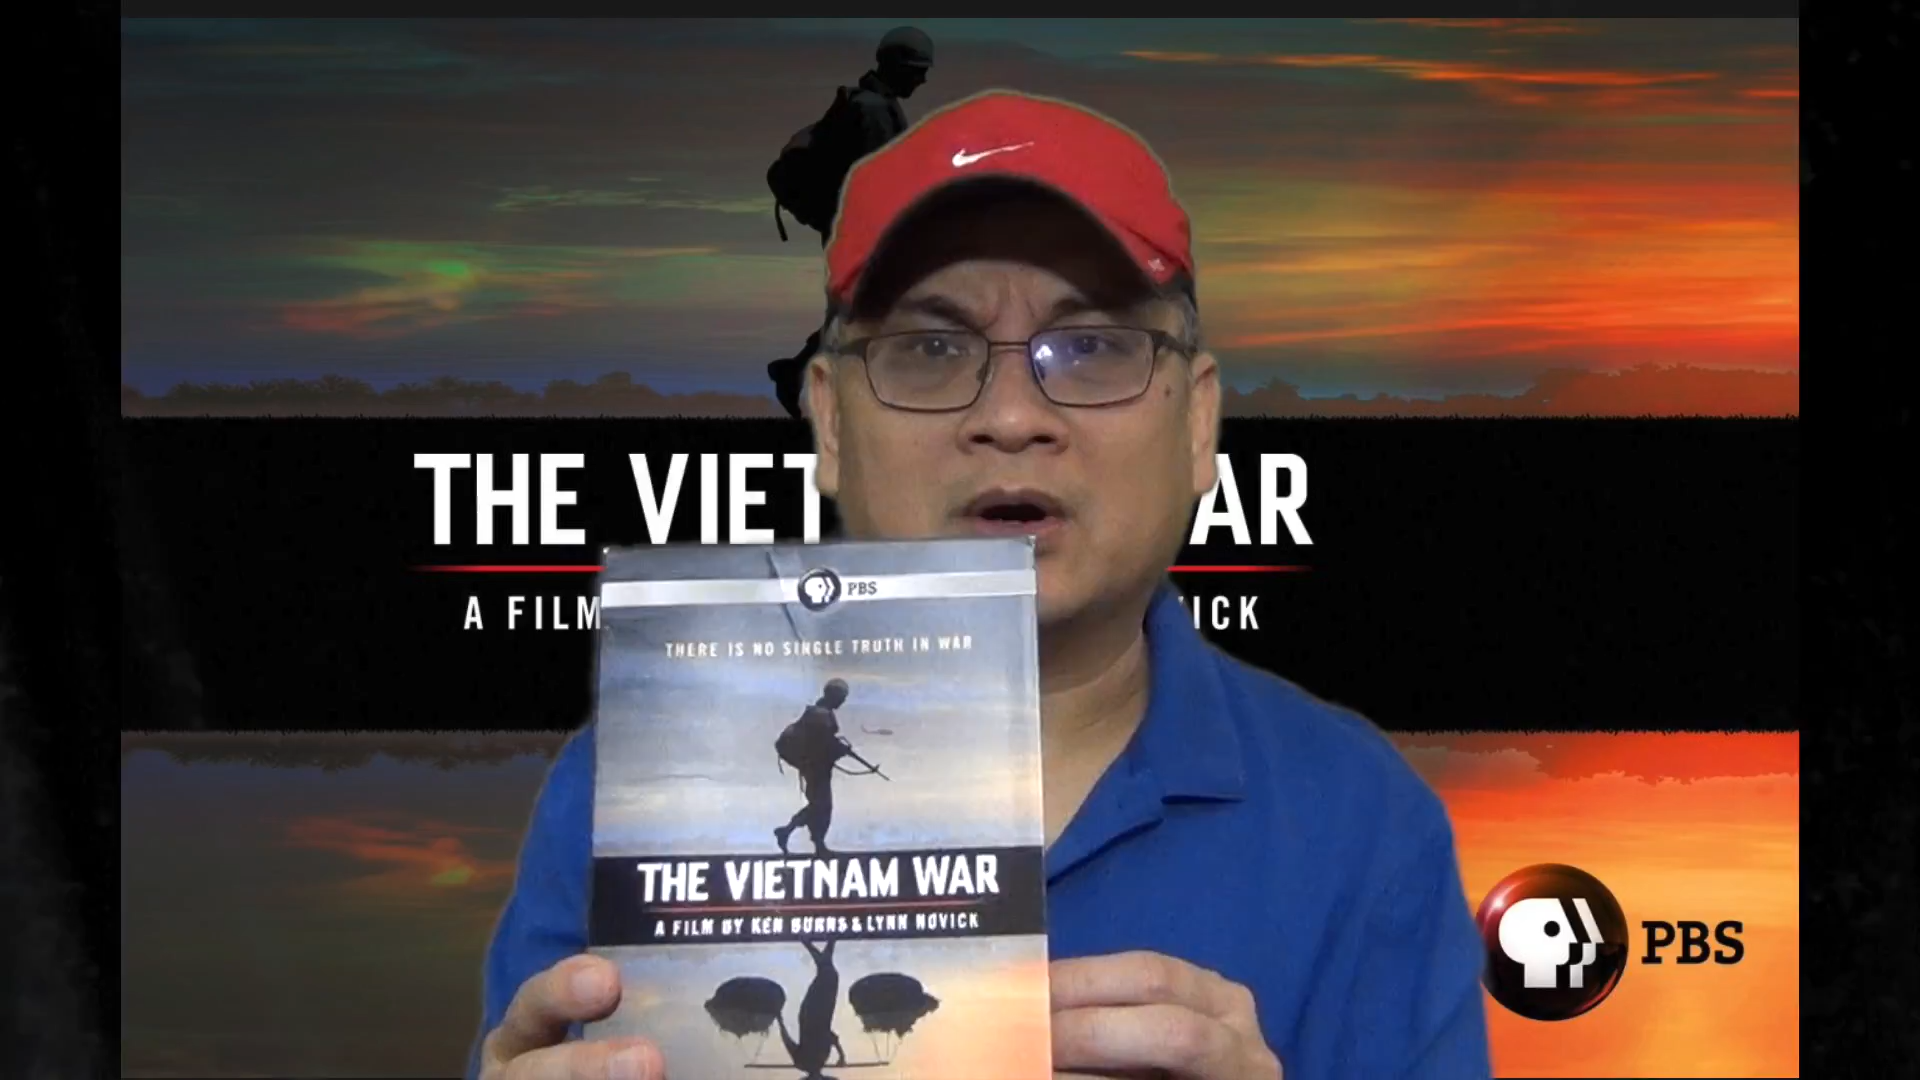 THE VIET AR
A FILM ICK
PBS
THERE IS NO SINGLE TRUTH IN WAR
THE VIETNAM WAR
A FILM BY KEN BURNS & LYNN NOVICK
PBS